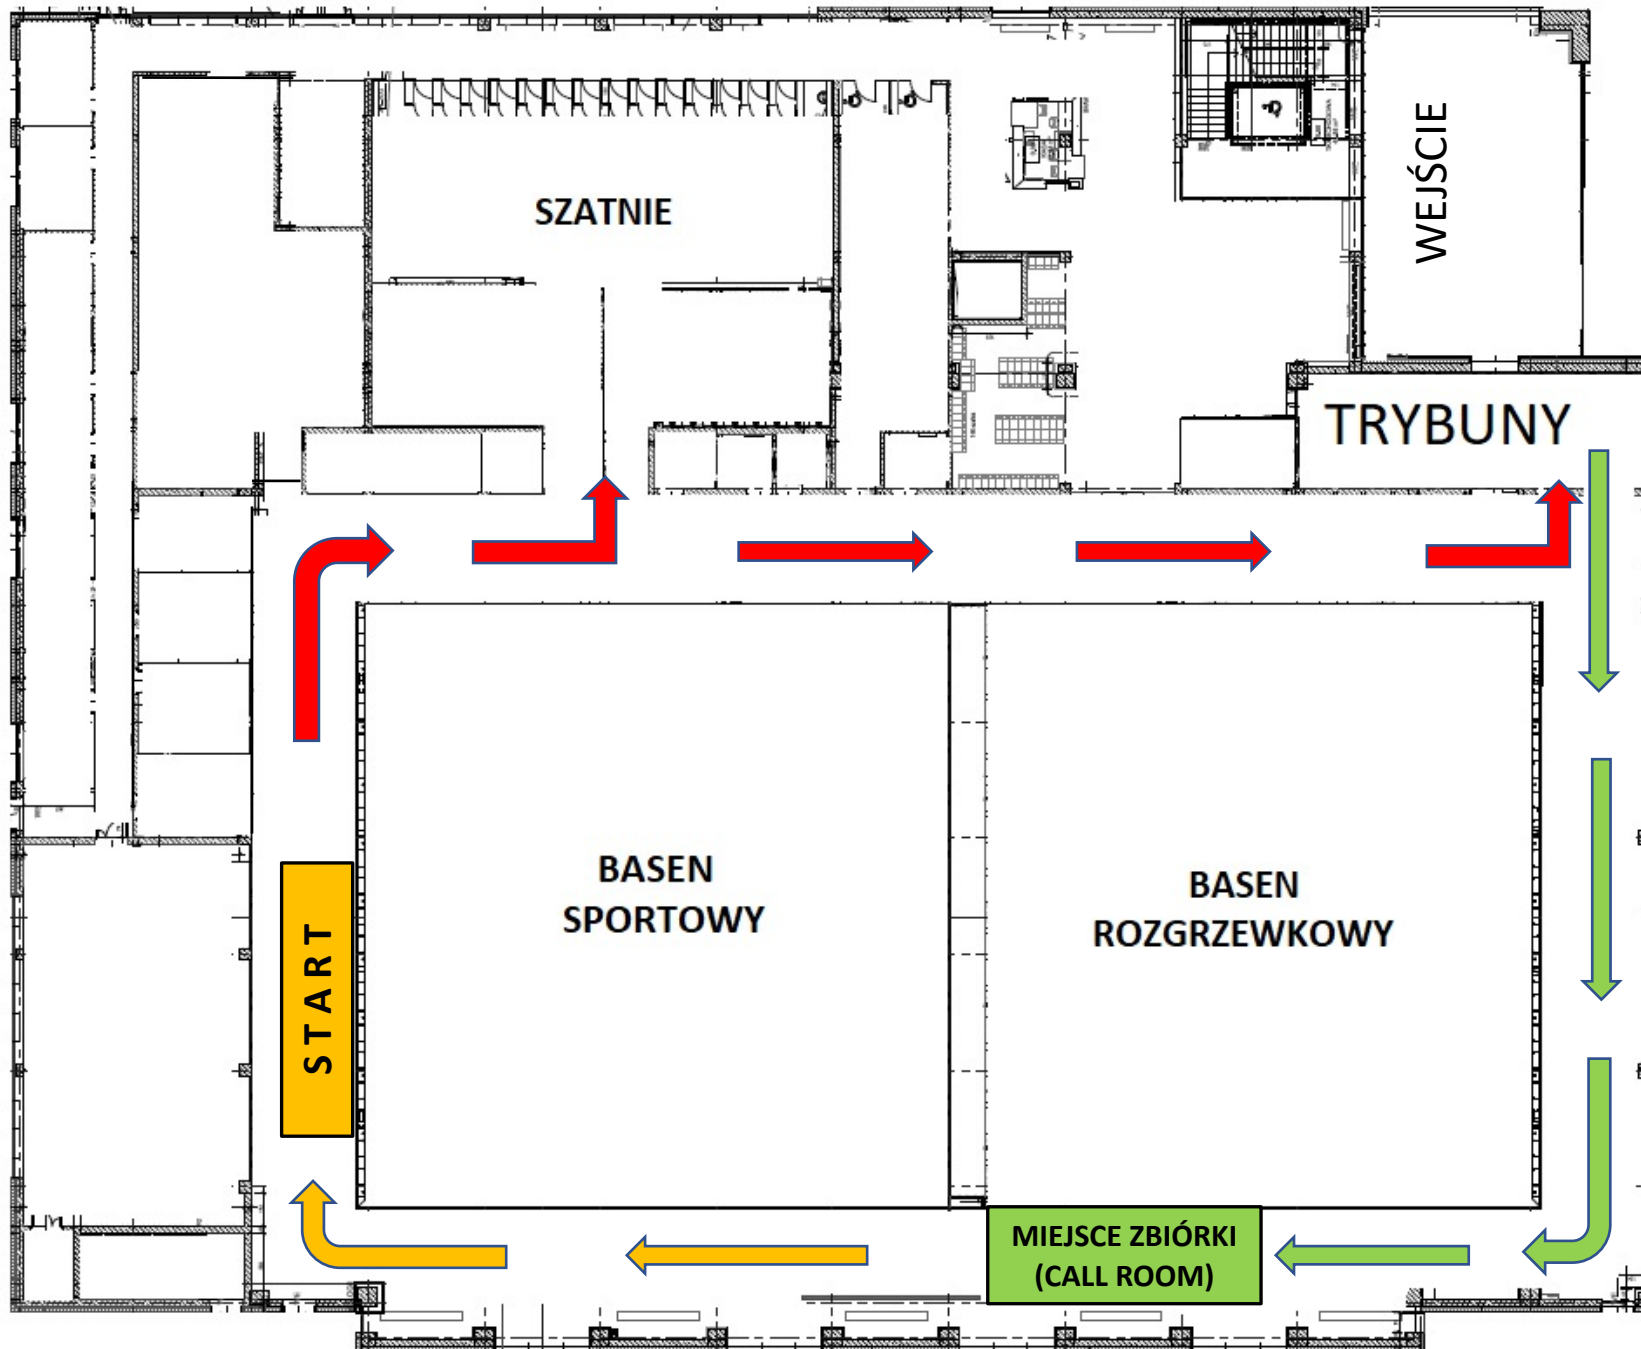 WEJŚCIE
SZATNIE
TRYBUNY
BASEN
SPORTOWY
BASEN
ROZGRZEWKOWY
START
MIEJSCE ZBIÓRKI
(CALL ROOM)